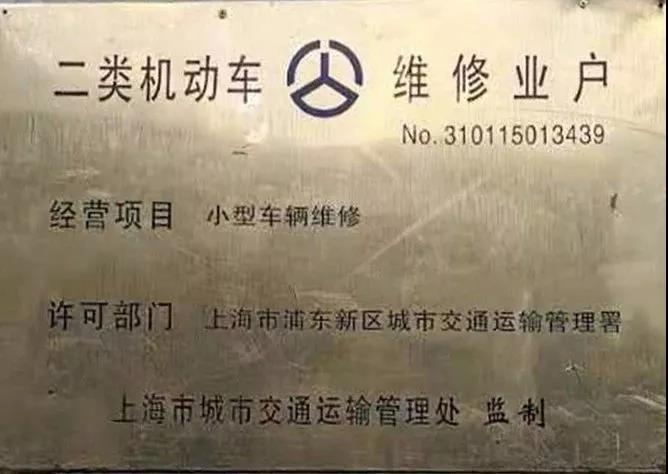 二类机动车 维修业户
No. 310115013439
经营项目 小型车辆维修
许可部门 上海市浦东新区城市交通运输管理署
上海市城市交通运输管理处 监制